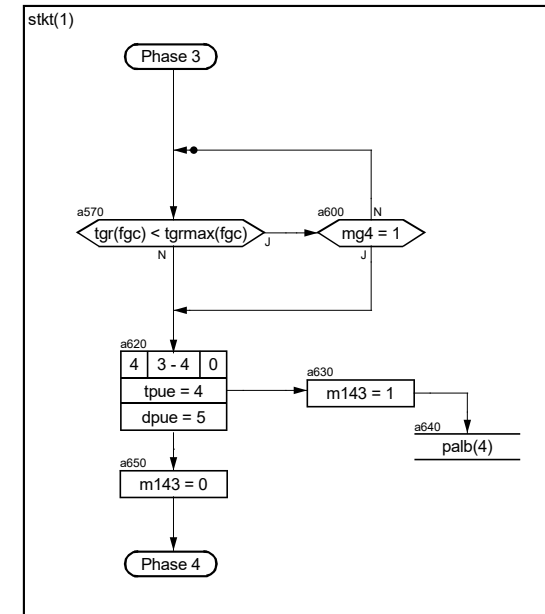 stkt(1)
Phase 3
a570
tgr(fgc) < tgrmax(fgc)
J
N
a600
N
mg4 = 1
J
a620
4 3 - 4 0
tpue = 4
dpue = 5
a630
m143 = 1
a640
palb(4)
a650
m143 = 0
Phase 4